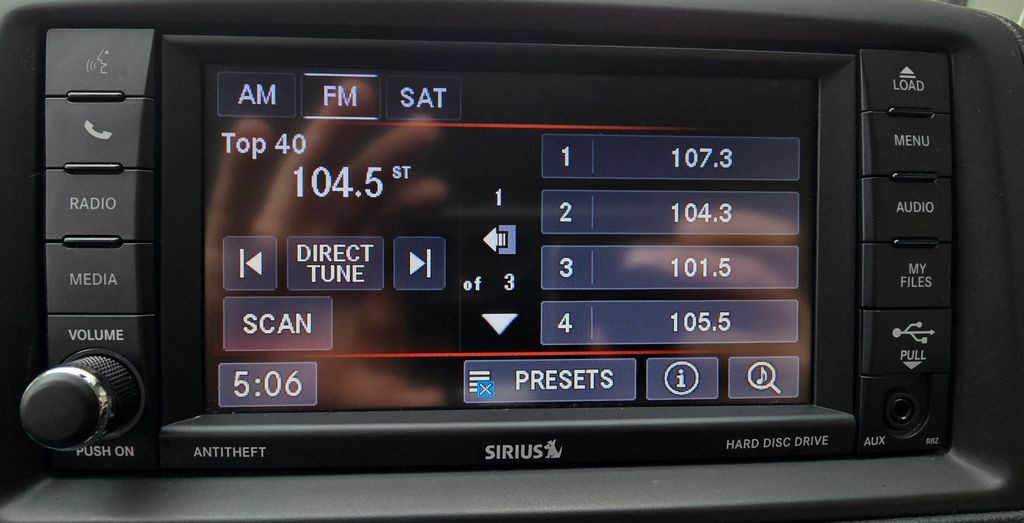 AM FM SAT
Top 40
104.5 ST
DIRECT
TUNE
SCAN
5:06
1
of 3
1 107.3
2 104.3
3 101.5
4 105.5
PRESETS
i
RADIO
MEDIA
VOLUME
PUSH ON
LOAD
MENU
AUDIO
MY
FILES
PULL
AUX
RBZ
ANTITHEFT
SIRIUS
HARD DISC DRIVE